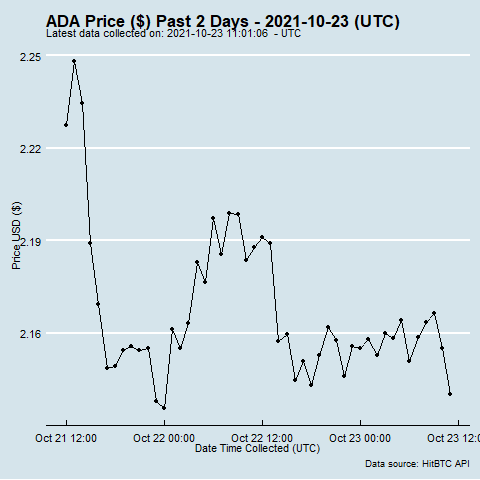 ADA Price ($) Past 2 Days - 2021-10-23 (UTC)
Latest data collected on: 2021-10-23 11:01:06  - UTC
2.25
2.22
2.19
2.16
Price USD ($)
Oct 21 12:00 Oct 22 00:00 Oct 22 12:00 Oct 23 00:00 Oct 23 12:
Date Time Collected (UTC)
Data source: HitBTC API